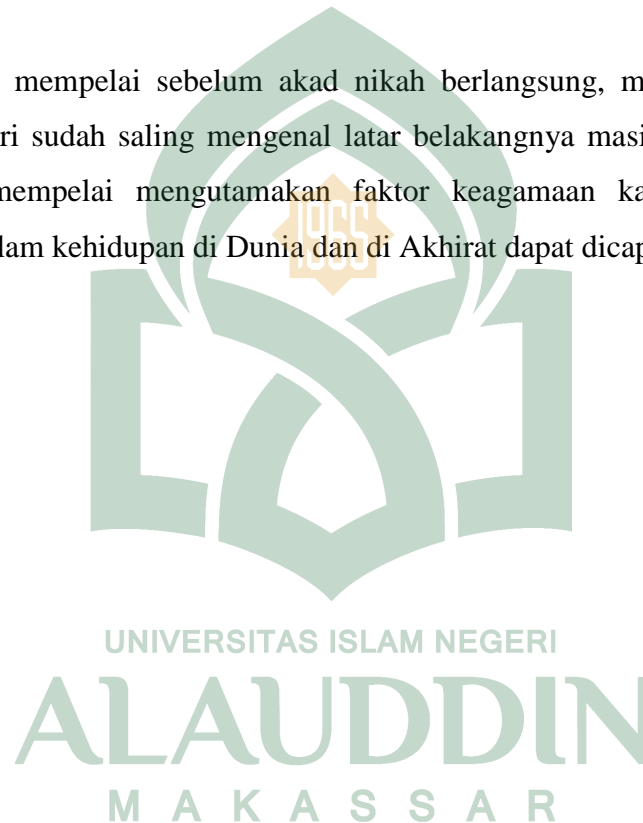 mempelai sebelum akad nikah berlangsung, m
ri sudah saling mengenal latar belakangnya masi
mempelai mengutamakan faktor keagamaan ka
lam kehidupan di Dunia dan di Akhirat dapat dicap
1965
UNIVERSITAS ISLAM NEGERI
ALAUDDIN
MAKASSAR